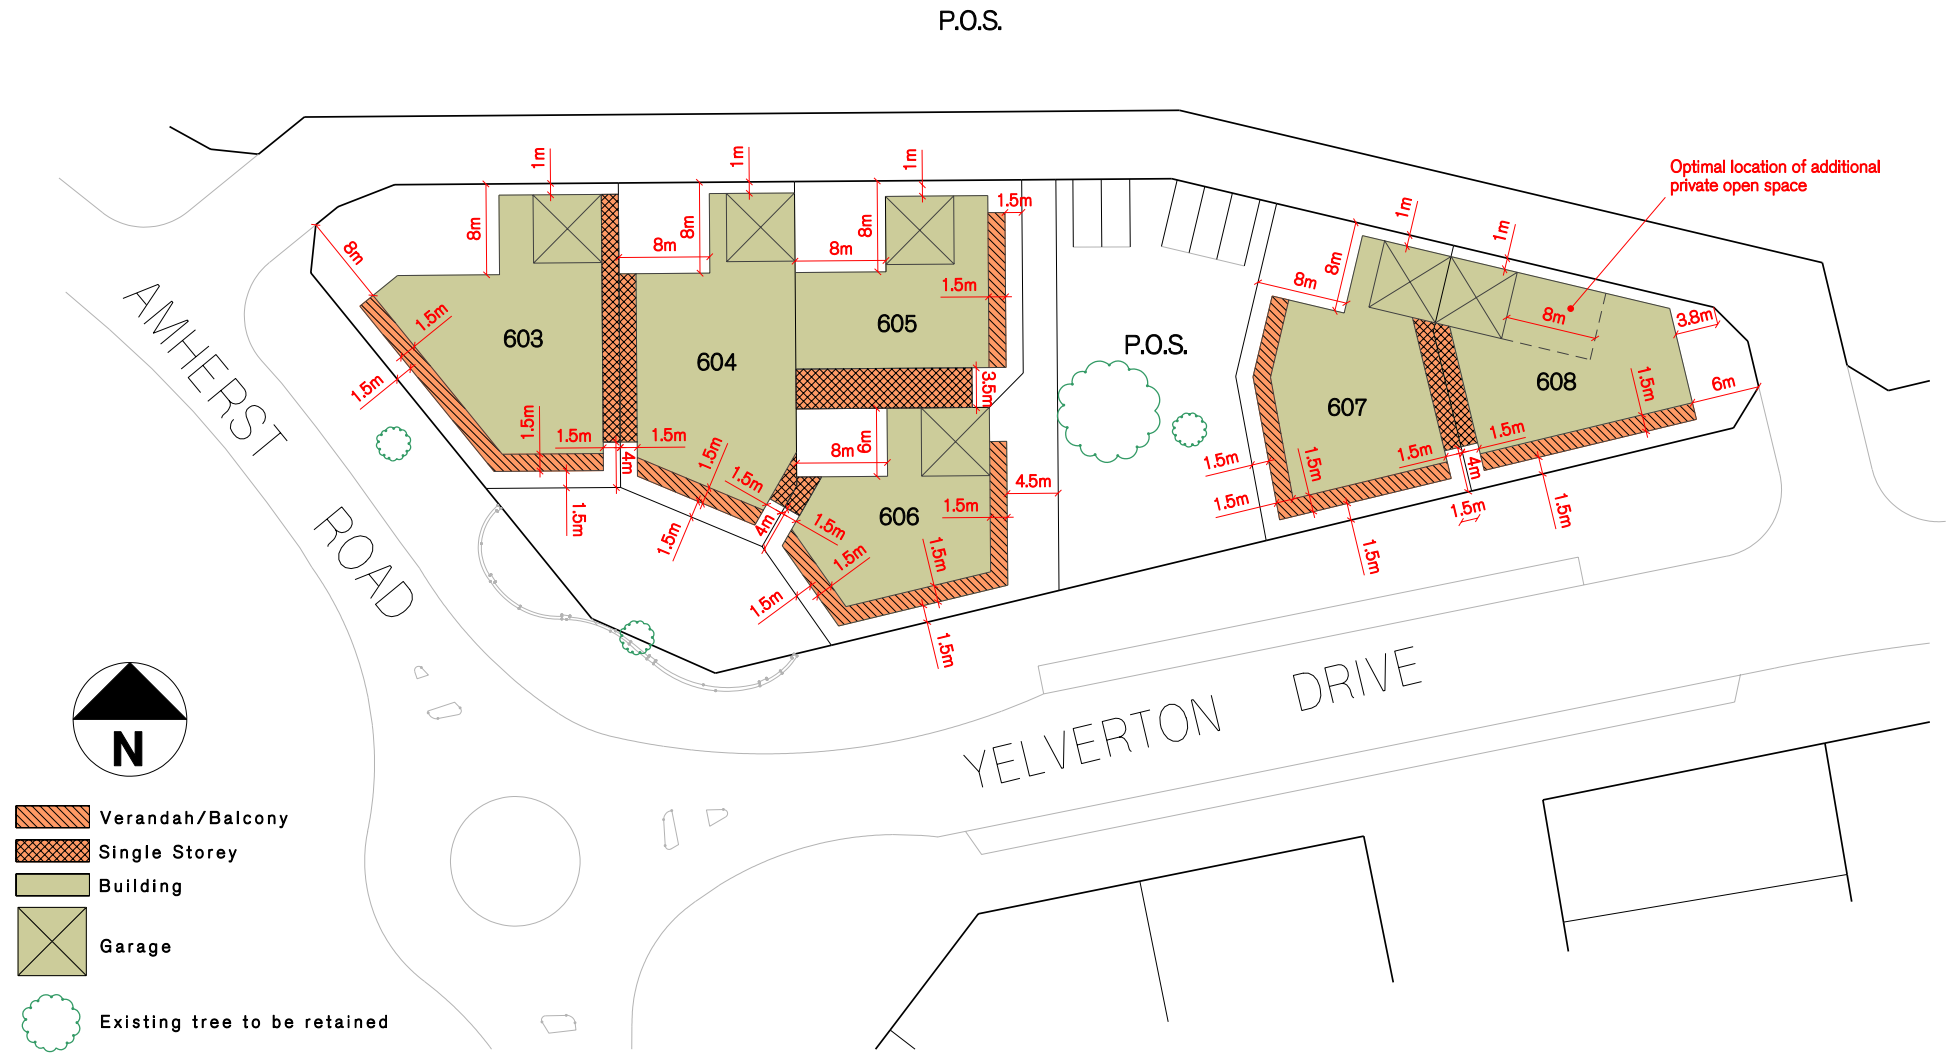 P.O.S.
Optimal location of additional
private open space
1m
1m
1m
1m
1m
8m
8m
8m
8m
8m
8m
1.5m
8m
8m
8m
3.8m
1.5m
1.5m
1.5m
603
604
605
P.O.S.
607
608
3.5m
1.5m
6m
1.5m
1.5m
1.5m
4m
1.5m
1.5m
8m
6m
4.5m
1.5m
1.5m
1.5m
1.5m
1.5m
4m
1.5m
1.5m
606
1.5m
1.5m
4m
1.5m
1.5m
1.5m
1.5m
1.5m
1.5m
1.5m
1.5m
AMHERST
ROAD
YELVERTON DRIVE
N
Verandah/Balcony
Single Storey
Building
Garage
Existing tree to be retained